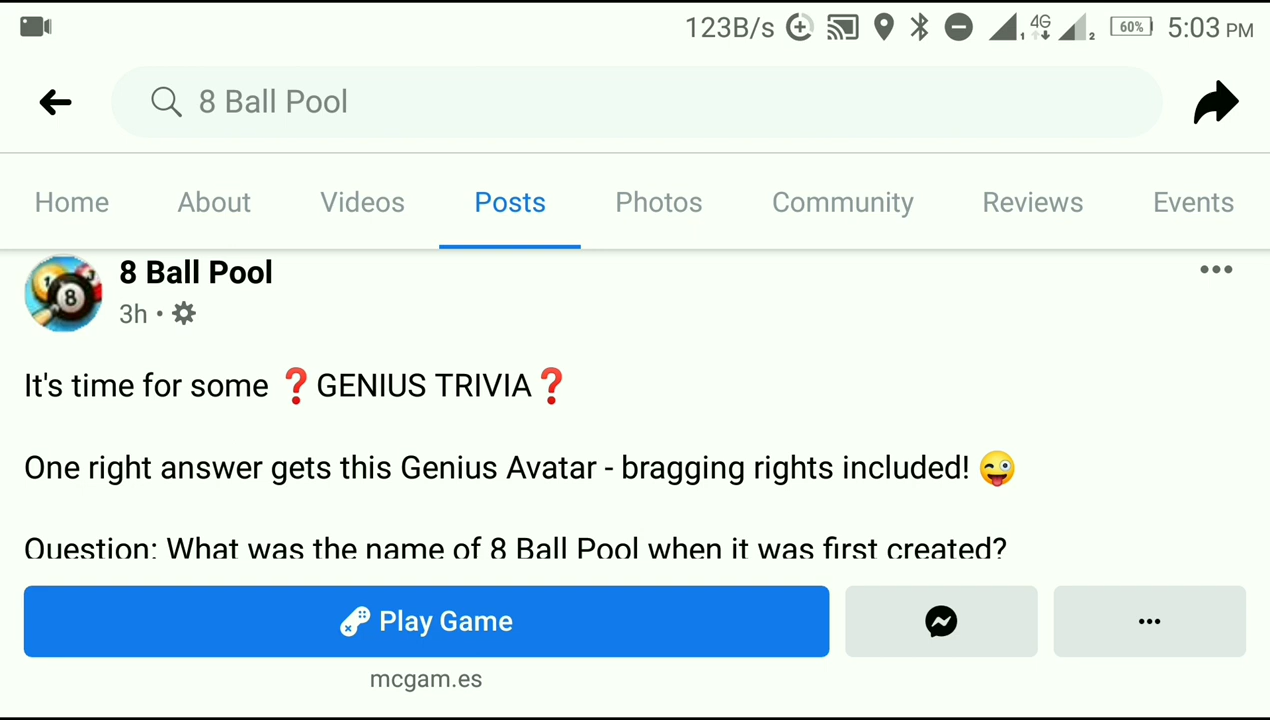 123B/s 1 4G 2 60% 5:03 PM
8 Ball Pool
Home About Videos Posts Photos Community Reviews Events
8 Ball Pool
3h •
It's time for some ❓GENIUS TRIVIA❓
One right answer gets this Genius Avatar - bragging rights included! 😜
Question: What was the name of 8 Ball Pool when it was first created?
Play Game
mcgam.es